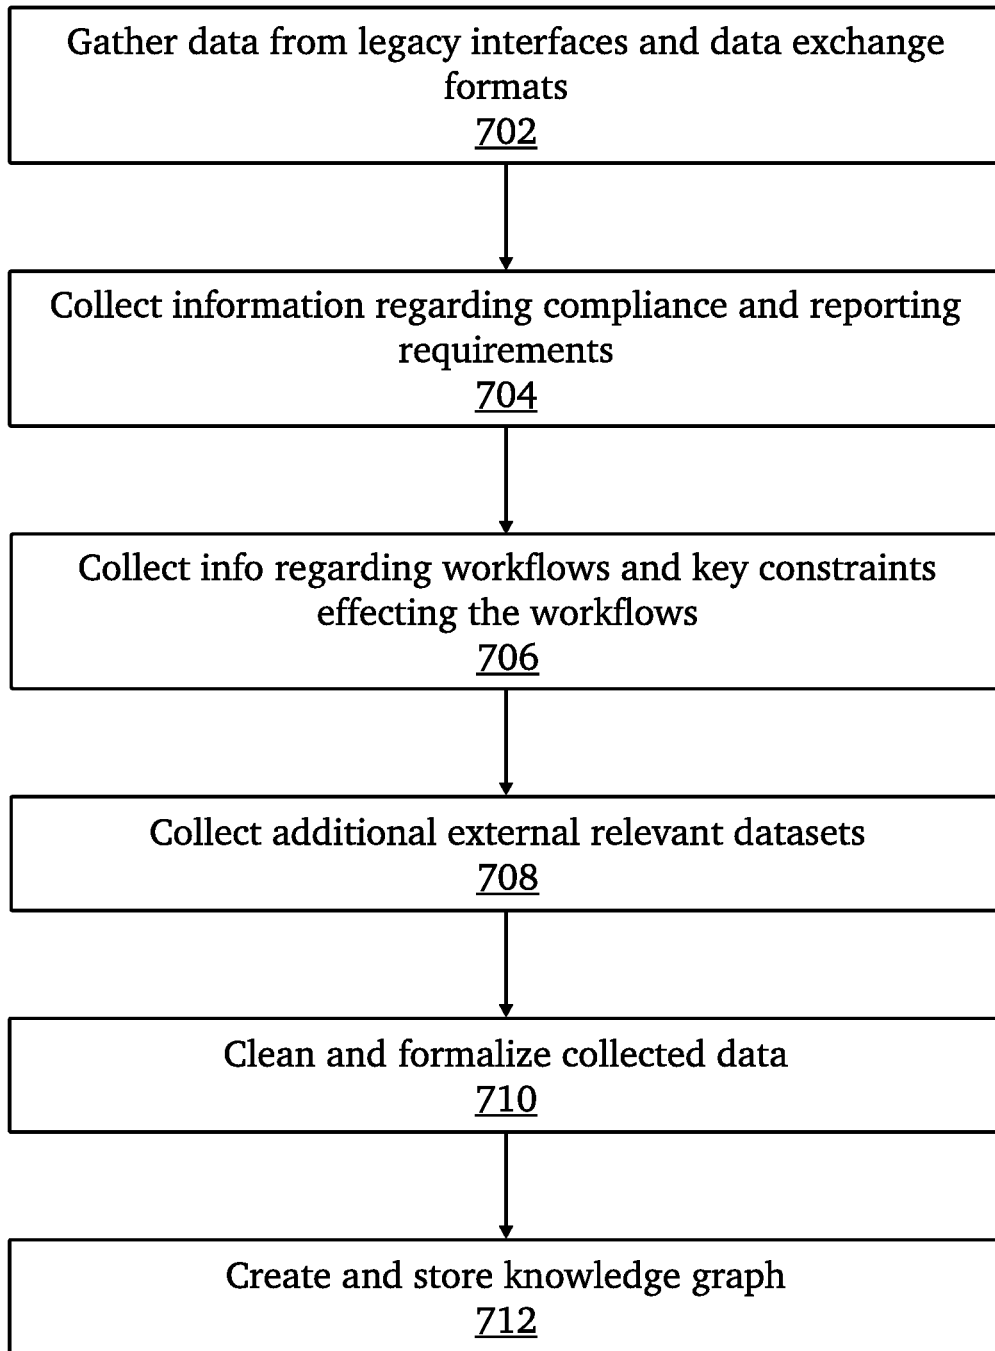 Gather data from legacy interfaces and data exchange
formats
702
Collect information regarding compliance and reporting
requirements
704
Collect info regarding workflows and key constraints
effecting the workflows
706
Collect additional external relevant datasets
708
Clean and formalize collected data
710
Create and store knowledge graph
712